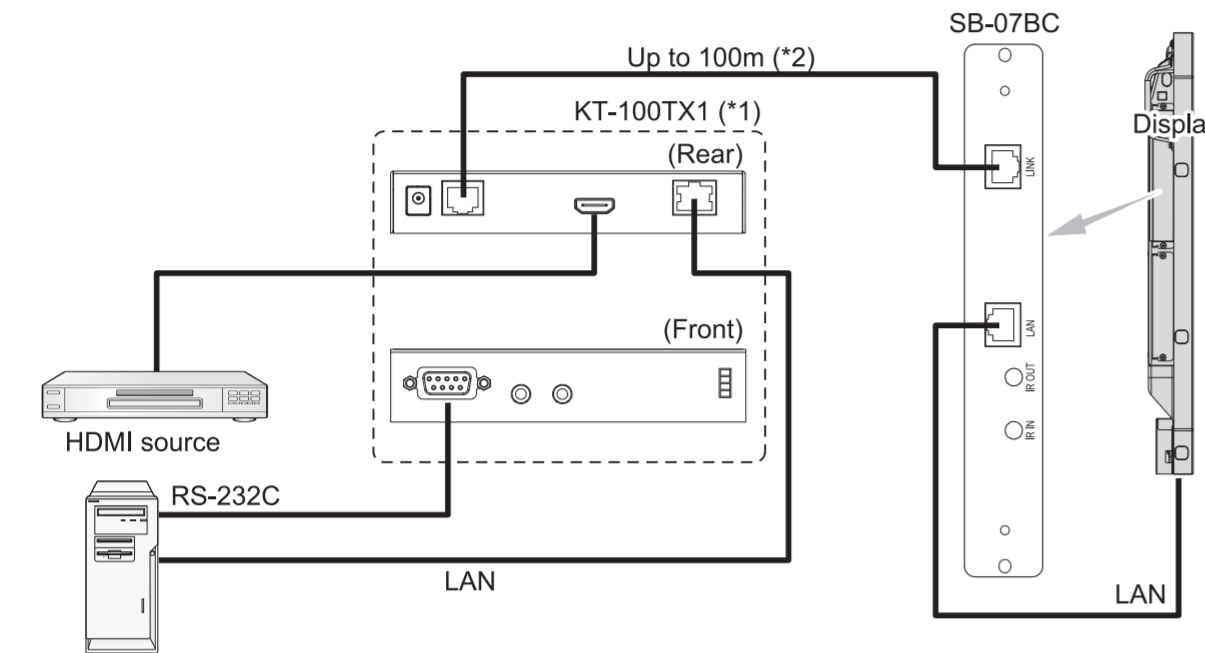 SB-07BC
Up to 100m (*2)
KT-100TX1 (*1)
(Rear)
Displa
LINK
(Front)
LAN
IR OUT
IR IN
HDMI source
RS-232C
LAN
LAN